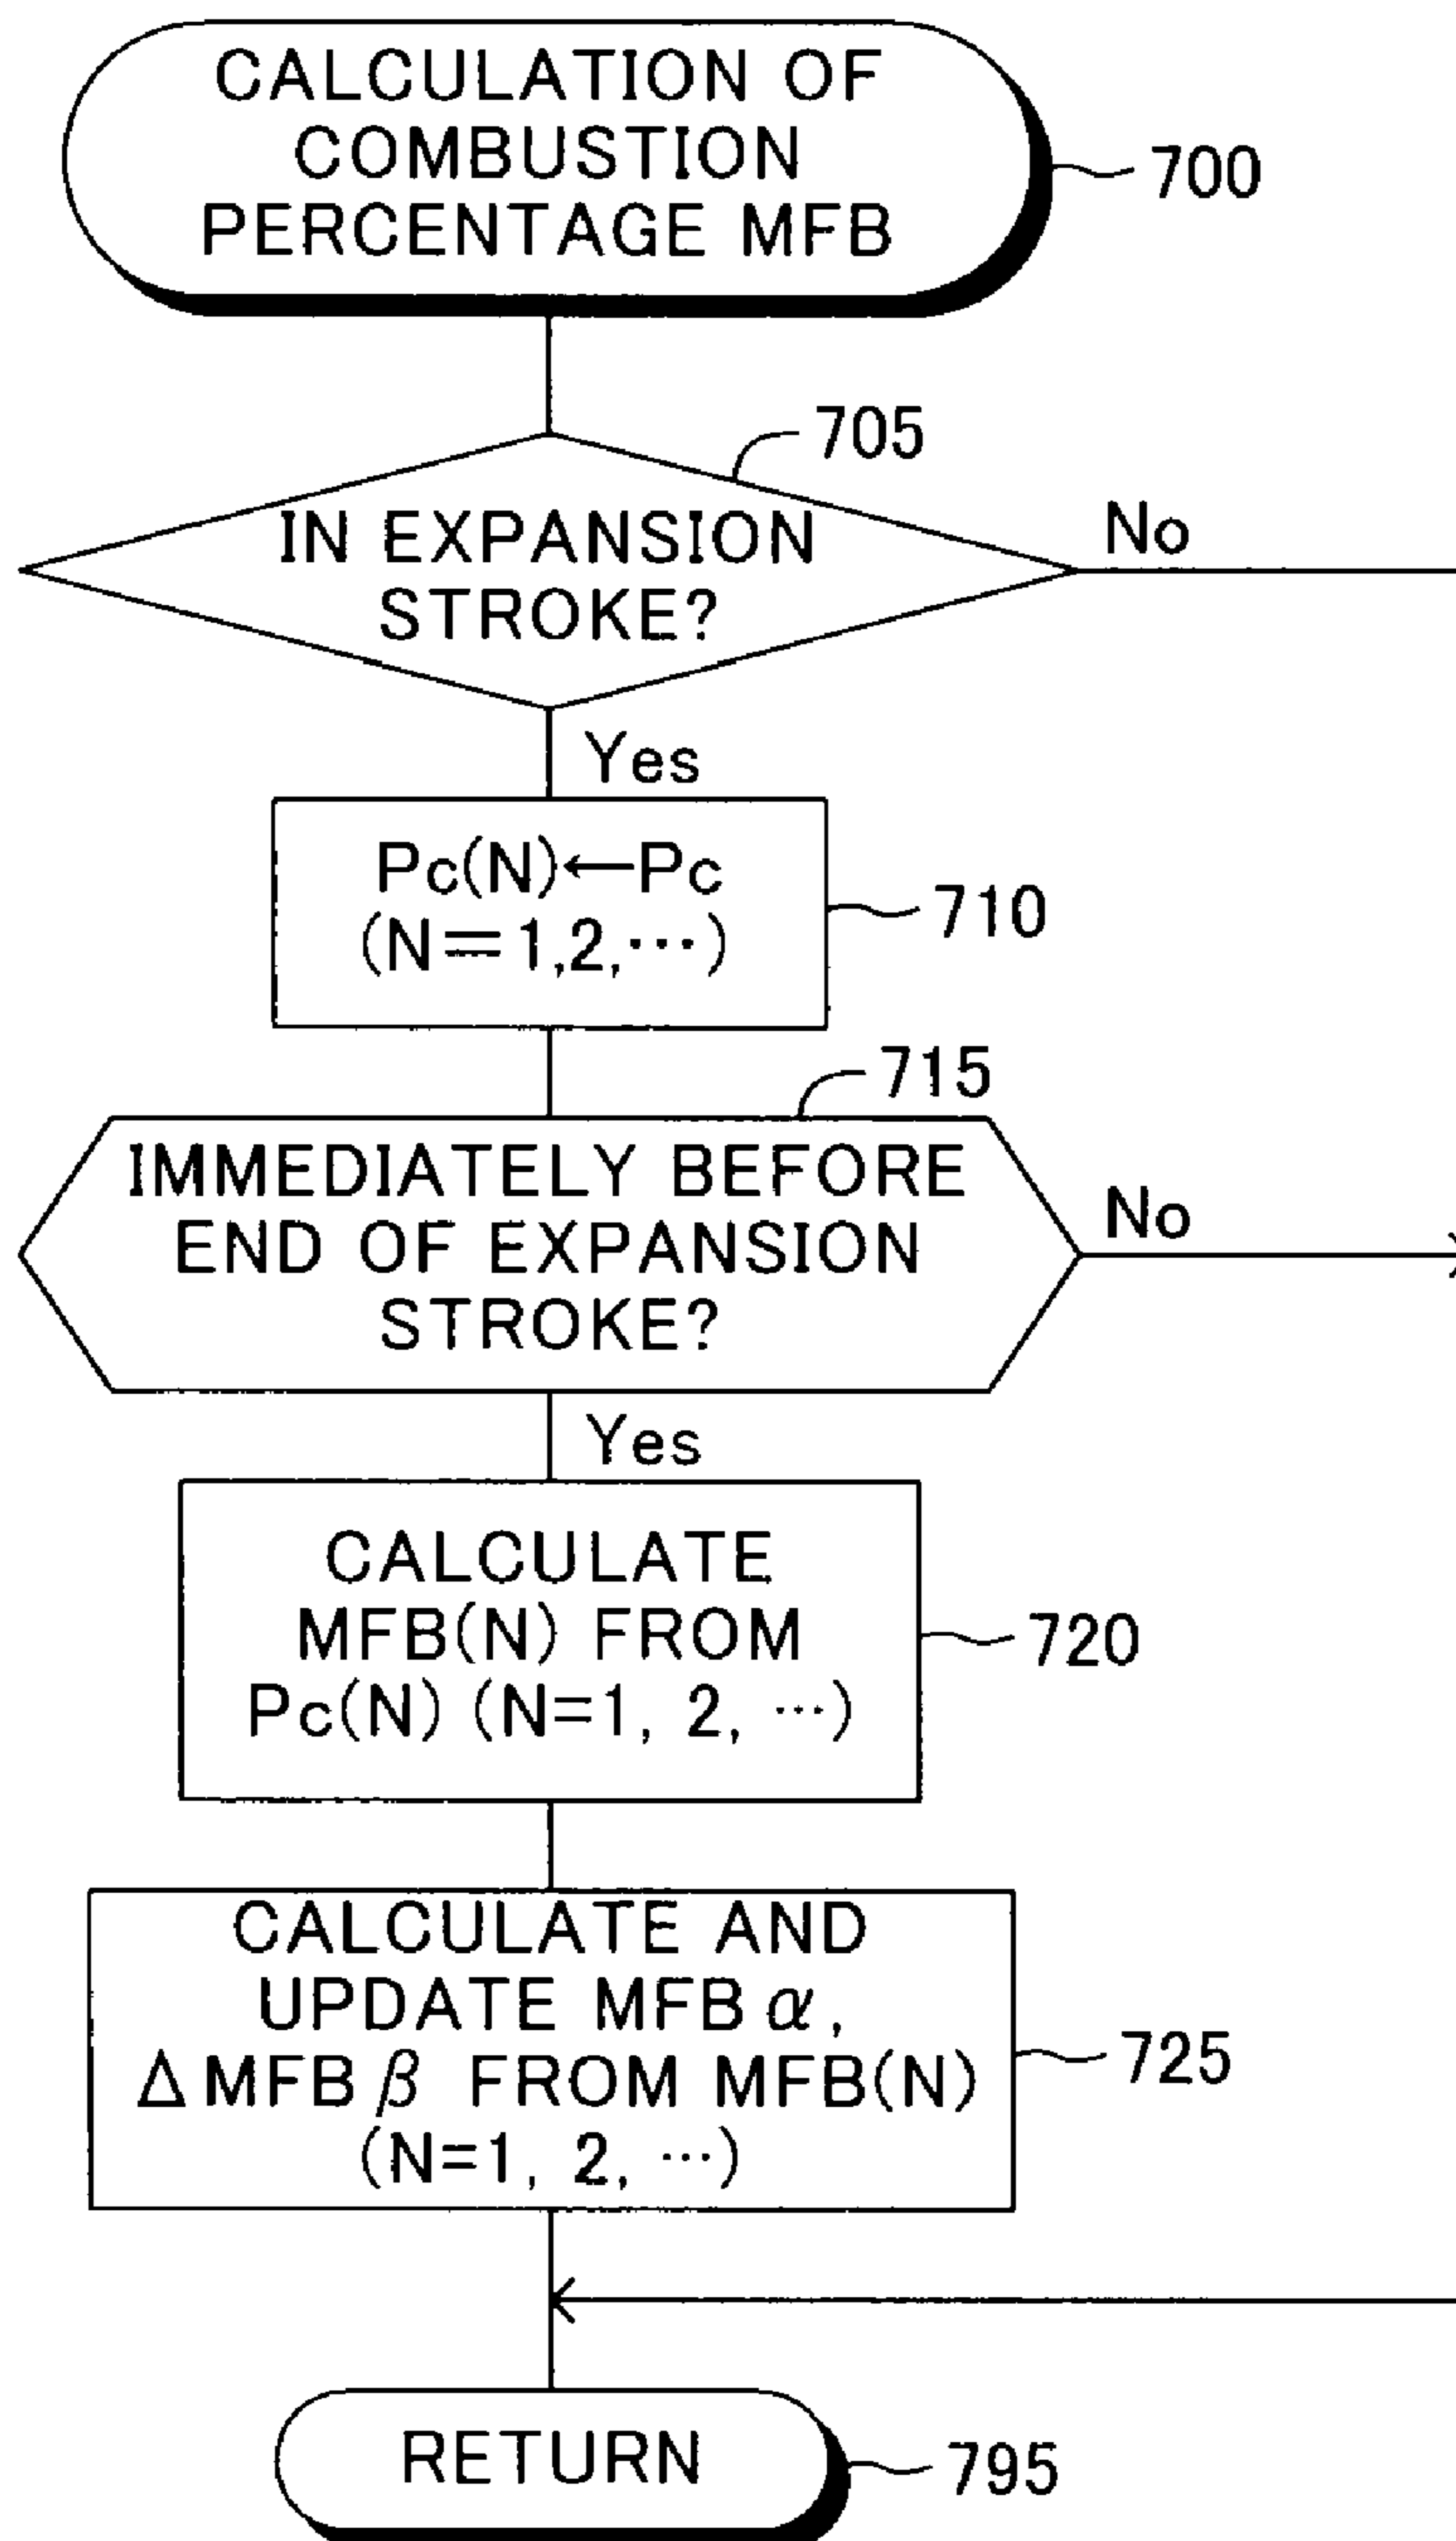 CALCULATION OF
COMBUSTION
PERCENTAGE MFB
700
705
IN EXPANSION
STROKE?
No
Yes
Pc(N)←Pc
(N=1,2,⋯)
710
715
IMMEDIATELY BEFORE
END OF EXPANSION
STROKE?
No
Yes
CALCULATE
MFB(N) FROM
Pc(N) (N=1, 2, ⋯)
720
CALCULATE AND
UPDATE MFB α,
Δ MFB β FROM MFB(N)
(N=1, 2, ⋯)
725
RETURN
795